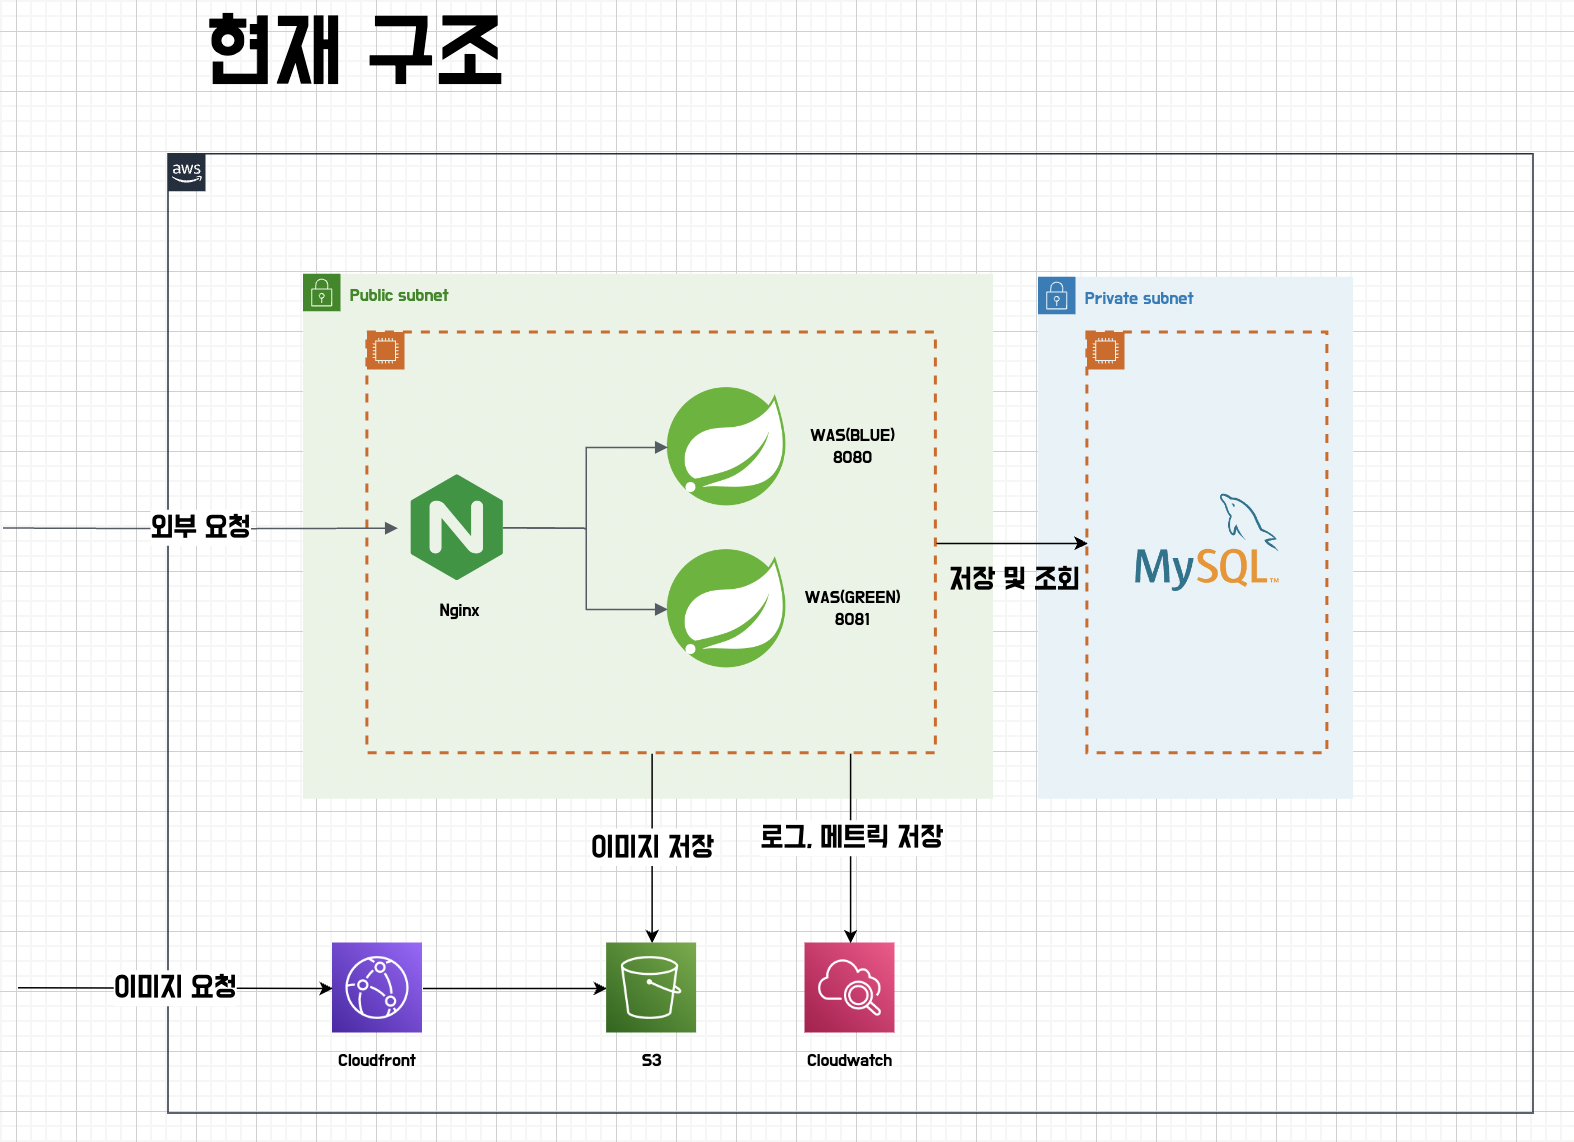 현재 구조
aws
Public subnet
Private subnet
WAS(BLUE)
8080
외부 요청
N
Nginx
WAS(GREEN)
8081
저장 및 조회
MySQL™
이미지 저장
로그, 메트릭 저장
이미지 요청
Cloudfront
S3
Cloudwatch